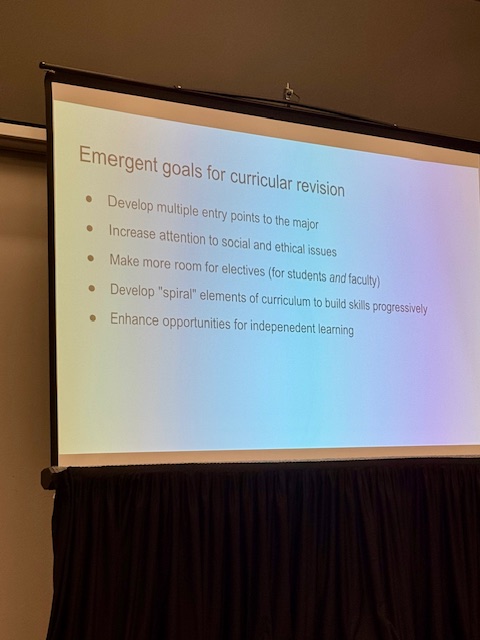 Emergent goals for curricular revision
● Develop multiple entry points to the major
● Increase attention to social and ethical issues
● Make more room for electives (for students and faculty)
● Develop "spiral" elements of curriculum to build skills progressively
● Enhance opportunities for indepenedent learning